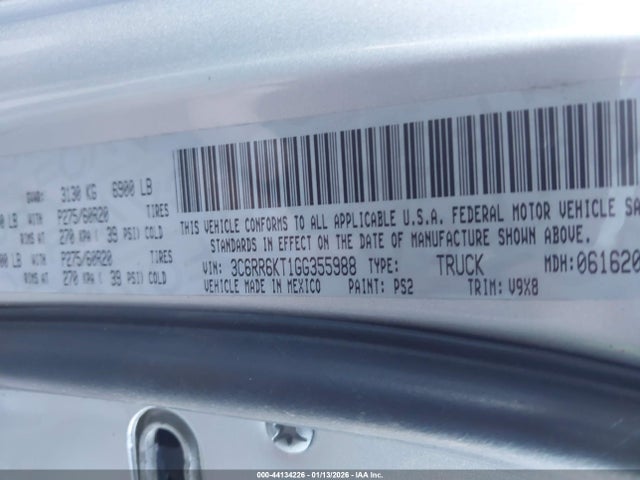 GVWR: 3130 KG 6900 LB
0 LB WITH P275/60R20 TIRES
RIMS AT 270 KPA ( 39 PSI) COLD
00 LB WITH P275/60R20 TIRES
RIMS AT 270 KPA ( 39 PSI) COLD
THIS VEHICLE CONFORMS TO ALL APPLICABLE U.S.A. FEDERAL MOTOR VEHICLE SA
STANDARDS IN EFFECT ON THE DATE OF MANUFACTURE SHOWN ABOVE.
VIN: 3C6RR6KT1GG355988 TYPE: TRUCK MDH:061620
VEHICLE MADE IN MEXICO PAINT: PS2 TRIM: V9X8
000-44134226 | 01/13/2026 | IAA Inc.